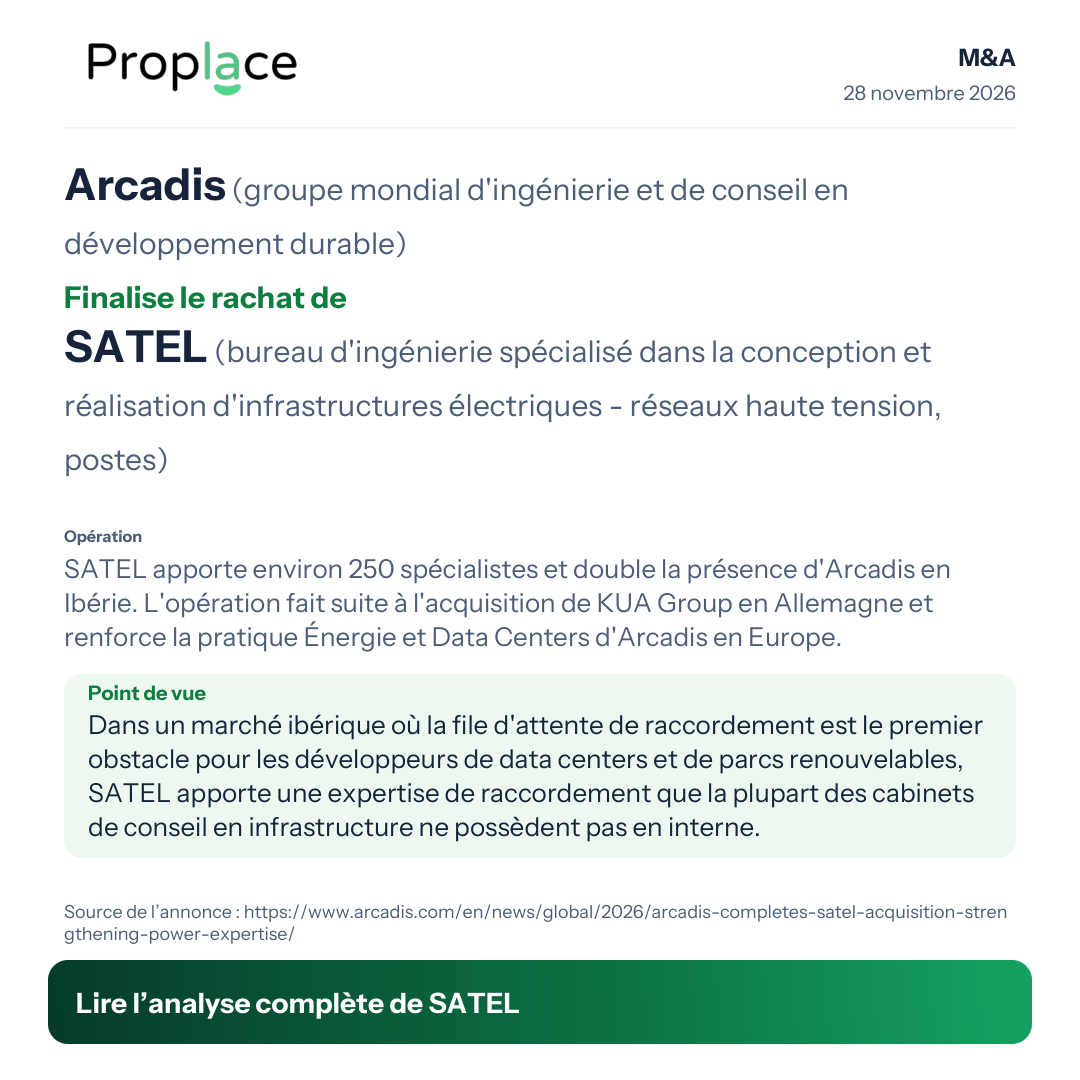 Proplace
M&A
28 novembre 2026
Arcadis (groupe mondial d'ingénierie et de conseil en
développement durable)
Finalise le rachat de
SATEL (bureau d'ingénierie spécialisé dans la conception et
réalisation d'infrastructures électriques - réseaux haute tension,
postes)
Opération
SATEL apporte environ 250 spécialistes et double la présence d'Arcadis en
Ibérie. L'opération fait suite à l'acquisition de KUA Group en Allemagne et
renforce la pratique Énergie et Data Centers d'Arcadis en Europe.
Point de vue
Dans un marché ibérique où la file d'attente de raccordement est le premier
obstacle pour les développeurs de data centers et de parcs renouvelables,
SATEL apporte une expertise de raccordement que la plupart des cabinets
de conseil en infrastructure ne possèdent pas en interne.
Source de l’annonce : https://www.arcadis.com/en/news/global/2026/arcadis-completes-satel-acquisition-stren
gthening-power-expertise/
Lire l’analyse complète de SATEL